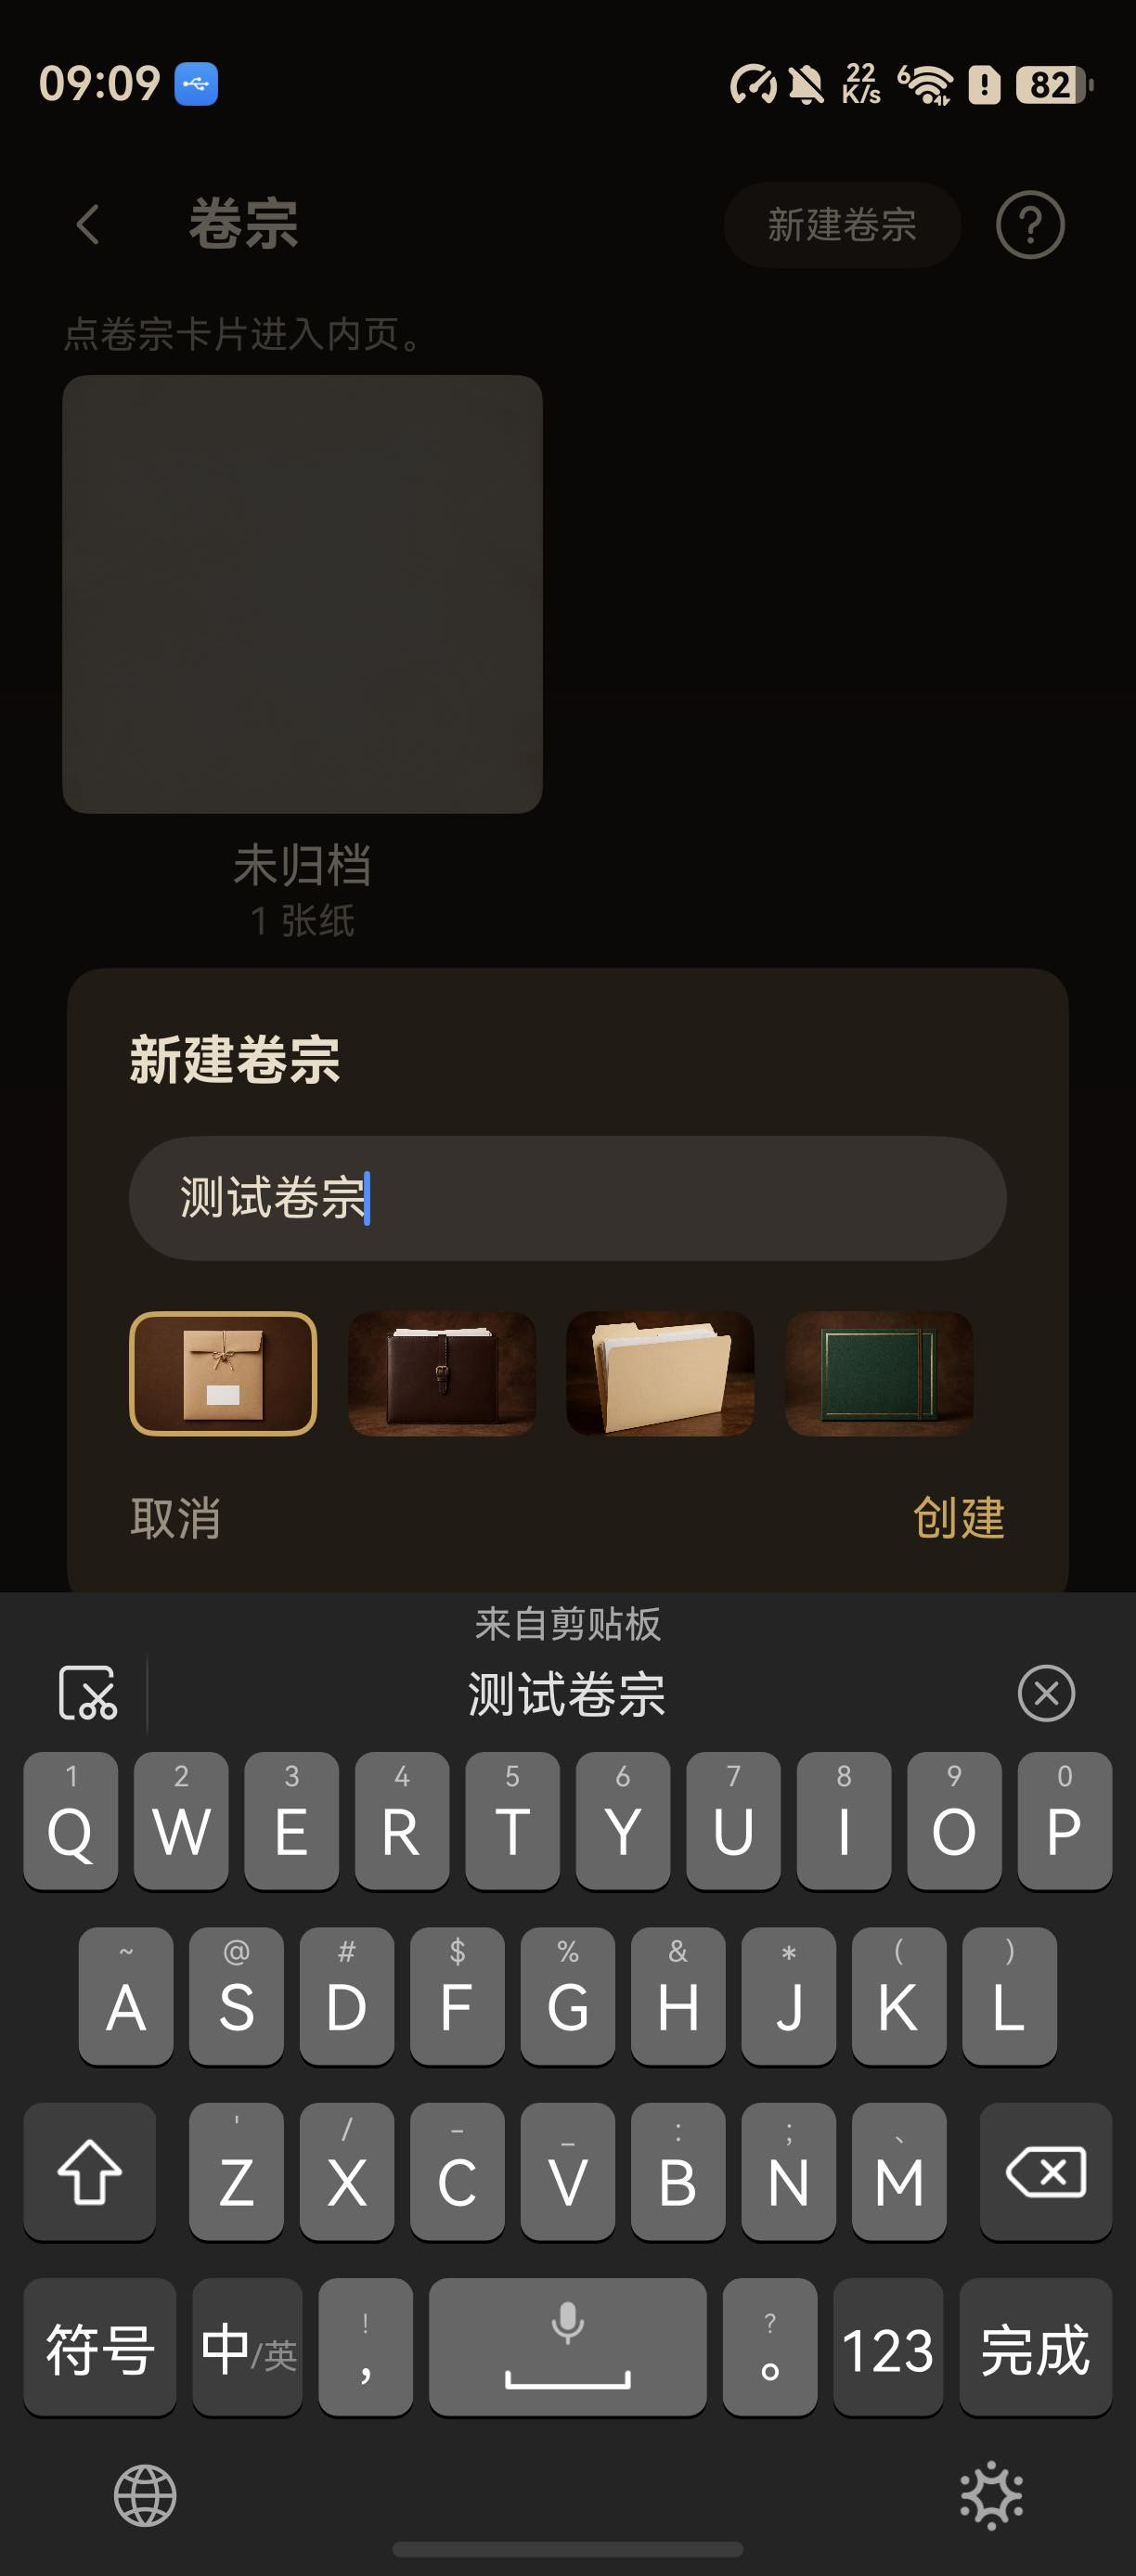 09:09
22
K/s
6
82
卷宗
新建卷宗
点卷宗卡片进入内页。
未归档
1 张纸
新建卷宗
测试卷宗
取消
创建
来自剪贴板
测试卷宗
1 2 3 4 5 6 7 8 9 0
Q W E R T Y U I O P
~ @ # $ % & * ( )
A S D F G H J K L
' / - _ : ; 、
Z X C V B N M
! ?
符号 中/英 , 。 123 完成